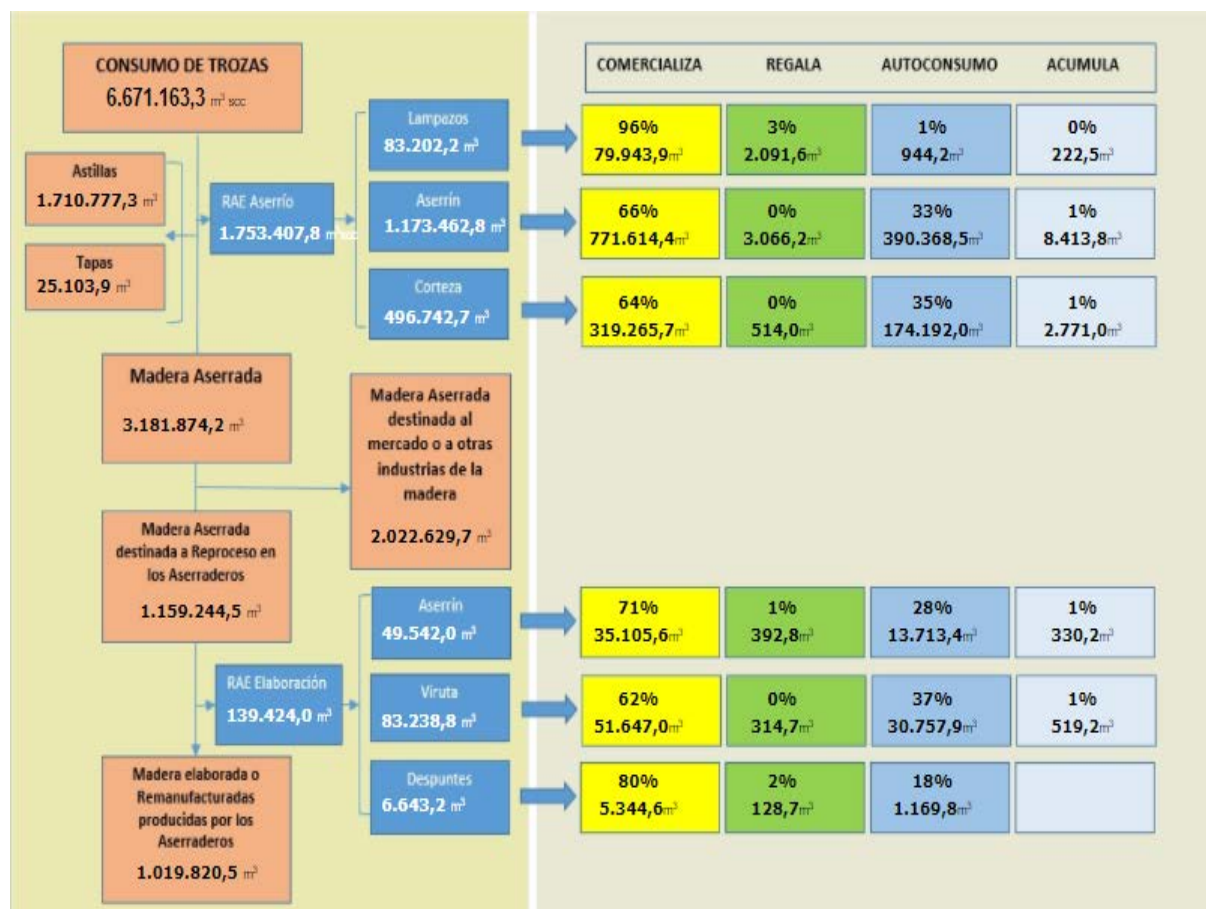 CONSUMO DE TROZAS
6.671.163,3 m³ scc
Astillas
1.710.777,3 m³
Tapas
25.103,9 m³
RAE Aserrío
1.753.407,8 m³scc
Lampazos
83.202,2 m³
Aserrín
1.173.462,8 m³
Corteza
496.742,7 m³
Madera Aserrada
3.181.874,2 m³
Madera Aserrada
destinada al
mercado o a otras
industrias de la
madera
2.022.629,7 m³
Madera Aserrada
destinada a Reproceso en
los Aserraderos
1.159.244,5 m³
RAE Elaboración
139.424,0 m³
Aserrín
49.542,0 m³
Viruta
83.238,8 m³
Despuntes
6.643,2 m³
Madera elaborada o
Remanufacturadas
producidas por los
Aserraderos
1.019.820,5 m³
COMERCIALIZA REGALA AUTOCONSUMO ACUMULA
96% 3% 1% 0%
79.943,9m³ 2.091,6m³ 944,2m³ 222,5m³
66% 0% 33% 1%
771.614,4m³ 3.066,2m³ 390.368,5m³ 8.413,8m³
64% 0% 35% 1%
319.265,7m³ 514,0m³ 174.192,0m³ 2.771,0m³
71% 1% 28% 1%
35.105,6m³ 392,8m³ 13.713,4m³ 330,2m³
62% 0% 37% 1%
51.647,0m³ 314,7m³ 30.757,9m³ 519,2m³
80% 2% 18%
5.344,6m³ 128,7m³ 1.169,8m³